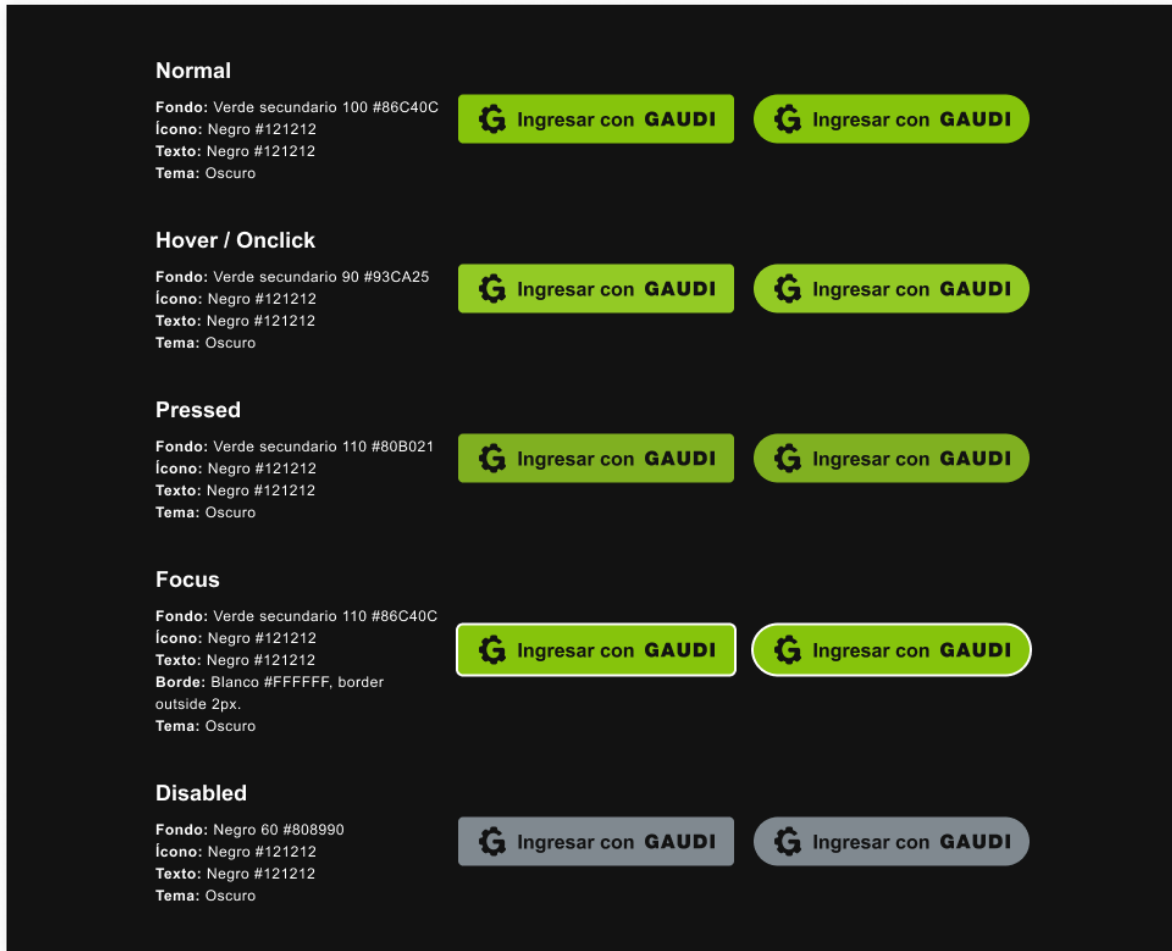 Normal
Fondo: Verde secundario 100 #86C40C
Ícono: Negro #121212
Texto: Negro #121212
Tema: Oscuro
Ingresar con GAUDI
Ingresar con GAUDI
Hover / Onclick
Fondo: Verde secundario 90 #93CA25
Ícono: Negro #121212
Texto: Negro #121212
Tema: Oscuro
Ingresar con GAUDI
Ingresar con GAUDI
Pressed
Fondo: Verde secundario 110 #80B021
Ícono: Negro #121212
Texto: Negro #121212
Tema: Oscuro
Ingresar con GAUDI
Ingresar con GAUDI
Focus
Fondo: Verde secundario 110 #86C40C
Ícono: Negro #121212
Texto: Negro #121212
Borde: Blanco #FFFFFF, border
outside 2px.
Tema: Oscuro
Ingresar con GAUDI
Ingresar con GAUDI
Disabled
Fondo: Negro 60 #808990
Ícono: Negro #121212
Texto: Negro #121212
Tema: Oscuro
Ingresar con GAUDI
Ingresar con GAUDI